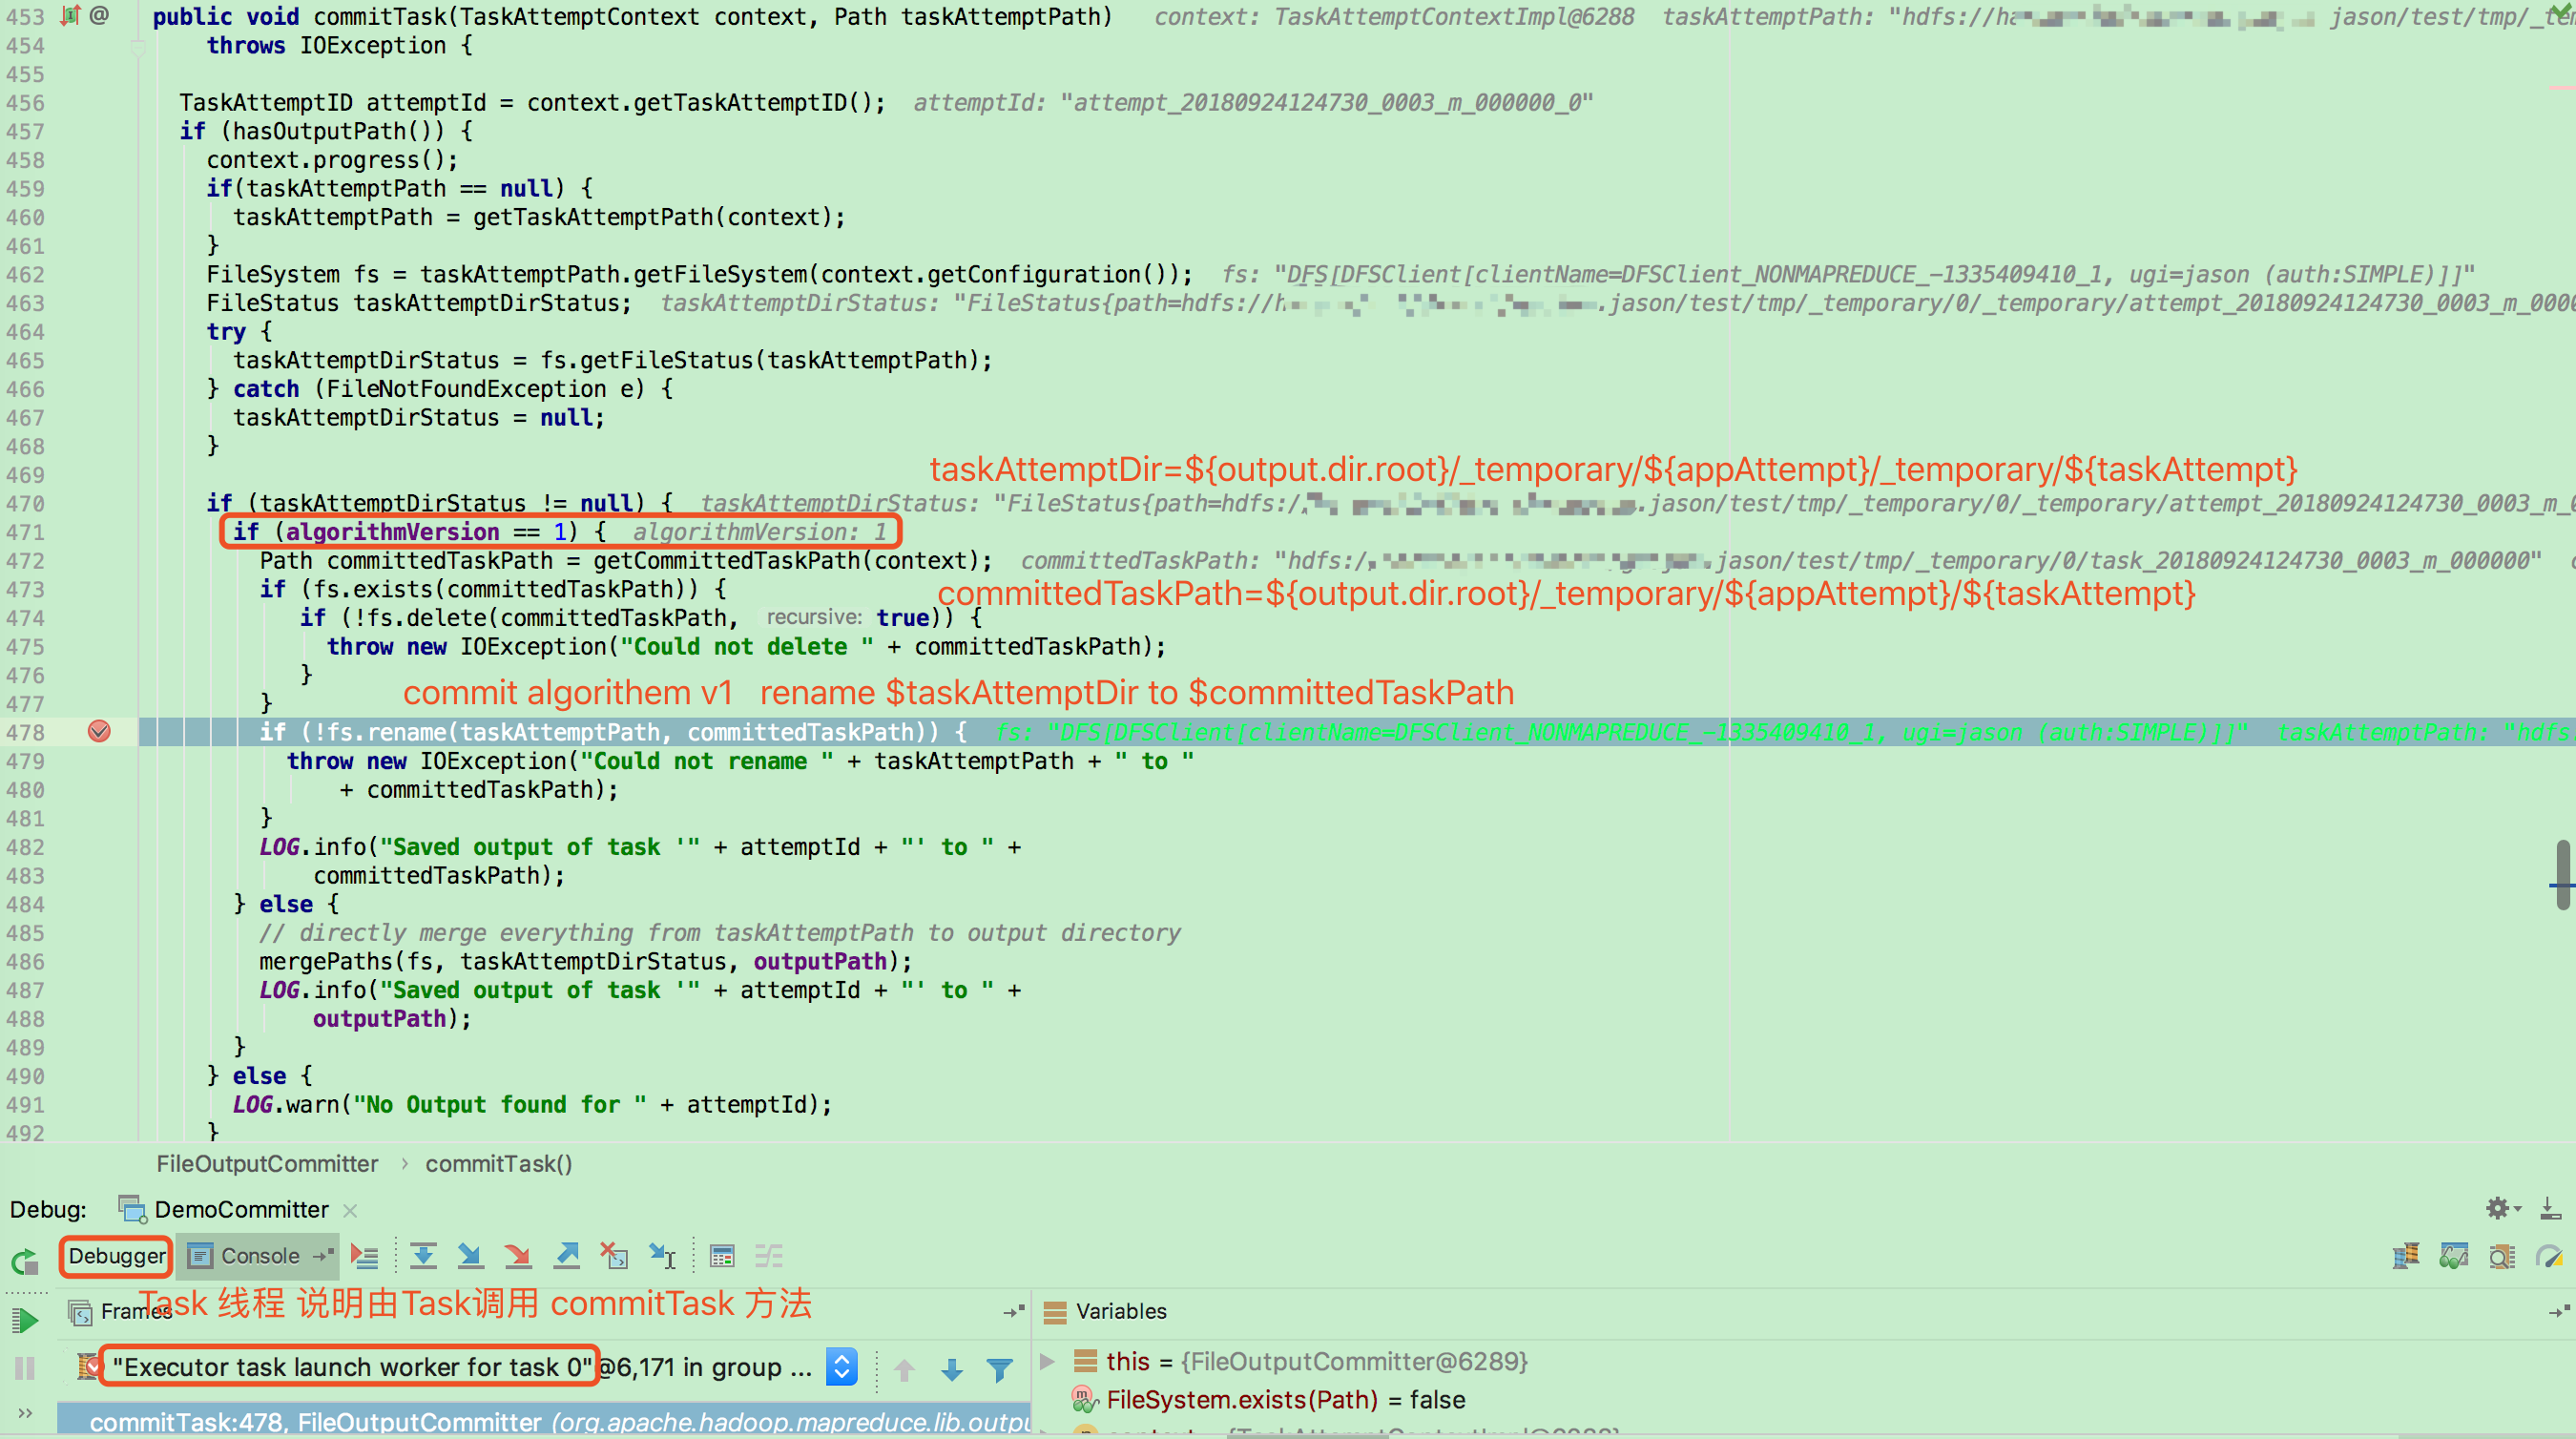 453 public void commitTask(TaskAttemptContext context, Path taskAttemptPath) context: TaskAttemptContextImpl@6288 taskAttemptPath: "hdfs://ha jason/test/tmp/_tem
454 throws IOException {
455
456 TaskAttemptID attemptId = context.getTaskAttemptID(); attemptId: "attempt_20180924124730_0003_m_000000_0"
457 if (hasOutputPath()) {
458 context.progress();
459 if(taskAttemptPath == null) {
460 taskAttemptPath = getTaskAttemptPath(context);
461 }
462 FileSystem fs = taskAttemptPath.getFileSystem(context.getConfiguration()); fs: "DFS[DFSClient[clientName=DFSClient_NONMAPREDUCE_-1335409410_1, ugi=jason (auth:SIMPLE)]]"
463 FileStatus taskAttemptDirStatus; taskAttemptDirStatus: "FileStatus{path=hdfs://h .jason/test/tmp/_temporary/0/_temporary/attempt_20180924124730_0003_m_0000
464 try {
465 taskAttemptDirStatus = fs.getFileStatus(taskAttemptPath);
466 } catch (FileNotFoundException e) {
467 taskAttemptDirStatus = null;
468 }
469
taskAttemptDir=${output.dir.root}/_temporary/${appAttempt}/_temporary/${taskAttempt}
470 if (taskAttemptDirStatus != null) { taskAttemptDirStatus: "FileStatus{path=hdfs:/ .jason/test/tmp/_temporary/0/_temporary/attempt_20180924124730_0003_m_0
471 if (algorithmVersion == 1) { algorithmVersion: 1
472 Path committedTaskPath = getCommittedTaskPath(context); committedTaskPath: "hdfs:/ .jason/test/tmp/_temporary/0/task_20180924124730_0003_m_000000"
473 if (fs.exists(committedTaskPath)) {
committedTaskPath=${output.dir.root}/_temporary/${appAttempt}/${taskAttempt}
474 if (!fs.delete(committedTaskPath, recursive: true)) {
475 throw new IOException("Could not delete " + committedTaskPath);
476 }
commit algorithem v1 rename $taskAttemptDir to $committedTaskPath
477 }
478 if (!fs.rename(taskAttemptPath, committedTaskPath)) { fs: "DFS[DFSClient[clientName=DFSClient_NONMAPREDUCE_-1335409410_1, ugi=jason (auth:SIMPLE)]]" taskAttemptPath: "hdfs
479 throw new IOException("Could not rename " + taskAttemptPath + " to "
480 + committedTaskPath);
481 }
482 LOG.info("Saved output of task '" + attemptId + "' to " +
483 committedTaskPath);
484 } else {
485 // directly merge everything from taskAttemptPath to output directory
486 mergePaths(fs, taskAttemptDirStatus, outputPath);
487 LOG.info("Saved output of task '" + attemptId + "' to " +
488 outputPath);
489 }
490 } else {
491 LOG.warn("No Output found for " + attemptId);
492 }
FileOutputCommitter › commitTask()
Debug: DemoCommitter
Debugger Console
Task 线程 说明由Task调用 commitTask 方法
Frames Variables
"Executor task launch worker for task 0"@6,171 in group ...
this = {FileOutputCommitter@6289}
FileSystem.exists(Path) = false
commitTask:478, FileOutputCommitter (org.apache.hadoop.mapreduce.lib.outpu